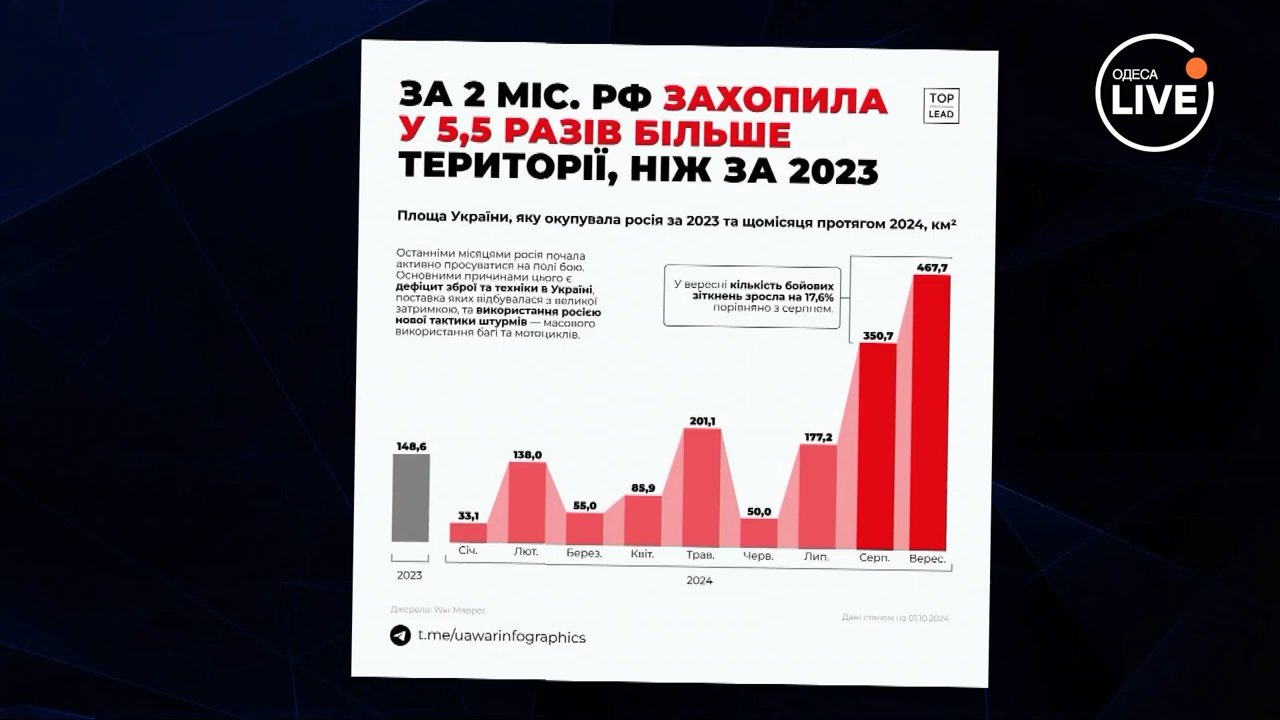 ОДЕСА
LIVE
ЗА 2 МІС. РФ ЗАХОПИЛА
У 5,5 РАЗІВ БІЛЬШЕ
ТЕРИТОРІЇ, НІЖ ЗА 2023
TOP
LEAD
Площа України, яку окупувала росія за 2023 та щомісяця протягом 2024, км²
Останніми місяцями росія почала
активно просуватися на полі бою.
Основними причинами цього є
дефіцит зброї та техніки в Україні,
поставка яких відбувалася з великої
затримкою, та використання росією
нової тактики штурмів — масового
використання багі та мотоциклів.
У вересні кількість бойових
зіткнень зросла на 17,6%
порівняно з серпнем.
467,7
350,7
201,1
177,2
148,6
138,0
85,9
55,0
50,0
33,1
Січ.
Лют.
Берез.
Квіт.
Трав.
Черв.
Лип.
Серп.
Верес.
2023
2024
Джерело: War Mapper.
Дані станом на 01.10.2024.
t.me/uawarinfographics